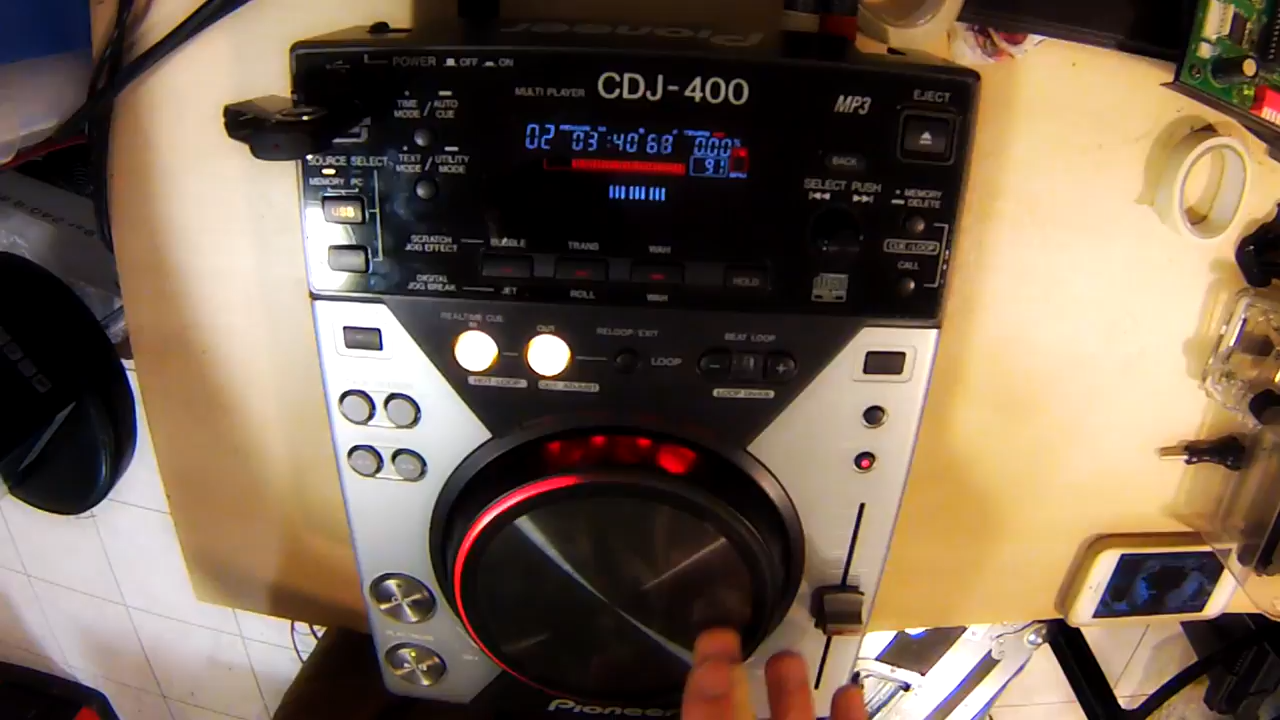 Pioneer
POWER OFF ON
MULTI PLAYER CDJ-400
MP3
EJECT
TIME MODE / AUTO CUE
02 03:40 68 0.00%
91
TEXT MODE / UTILITY MODE
BACK
SOURCE SELECT
MEMORY PC
USB
SELECT PUSH
MEMORY
DELETE
CUE/LOOP
CALL
SCRATCH JOG EFFECT
BUBBLE TRANS WAH
DIGITAL JOG BREAK
JET ROLL WAH
HOLD
REALTIME CUE
IN OUT RELOOP/EXIT
LOOP
BEAT LOOP
- +
HOT LOOP OUT ADJUST
LOOP DIVIDE
Pioneer